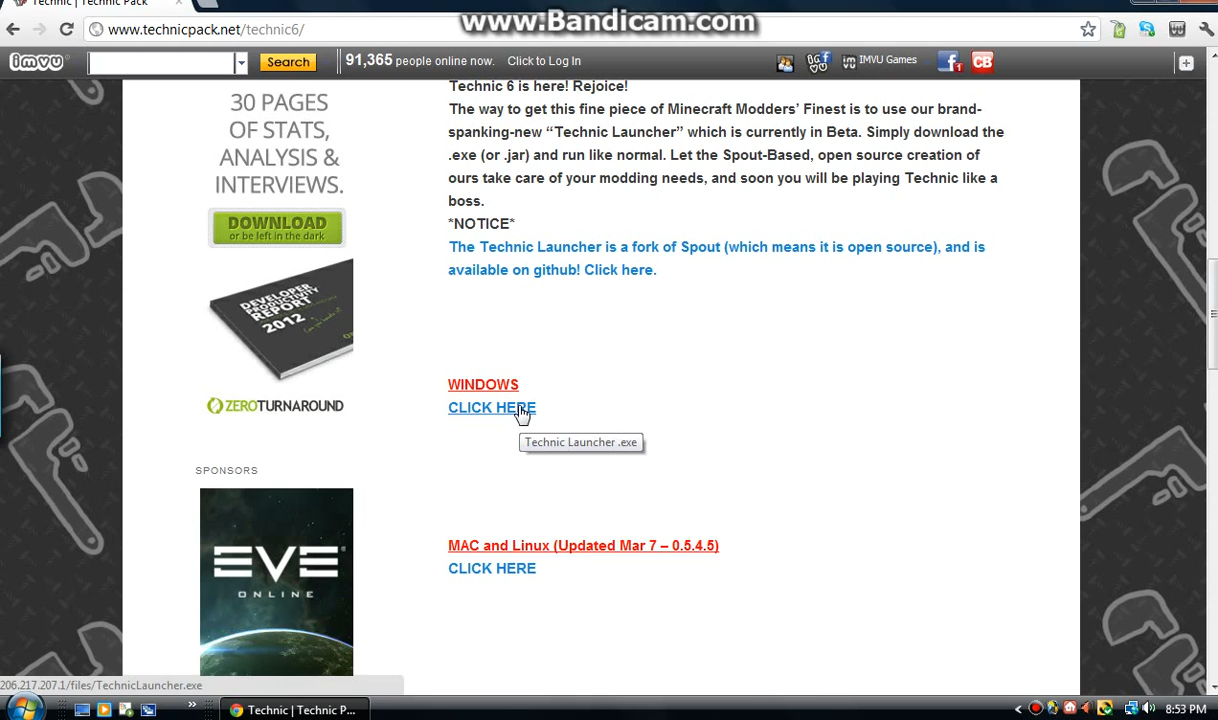 Technic | Technic Pack
www.Bandicam.com
www.technicpack.net/technic6/
imvu
Search
91,365 people online now. Click to Log In
IMVU Games
1
CB
30 PAGES
OF STATS,
ANALYSIS &
INTERVIEWS.
DOWNLOAD
or be left in the dark
DEVELOPER
PRODUCTIVITY
REPORT
2012
ZEROTURNAROUND
SPONSORS
EVE
ONLINE
Technic 6 is here! Rejoice!
The way to get this fine piece of Minecraft Modders’ Finest is to use our brand-
spanking-new “Technic Launcher” which is currently in Beta. Simply download the
.exe (or .jar) and run like normal. Let the Spout-Based, open source creation of
ours take care of your modding needs, and soon you will be playing Technic like a
boss.
*NOTICE*
The Technic Launcher is a fork of Spout (which means it is open source), and is
available on github! Click here.
WINDOWS
CLICK HERE
Technic Launcher .exe
MAC and Linux (Updated Mar 7 – 0.5.4.5)
CLICK HERE
206.217.207.1/files/TechnicLauncher.exe
Technic | Technic P...
8:53 PM